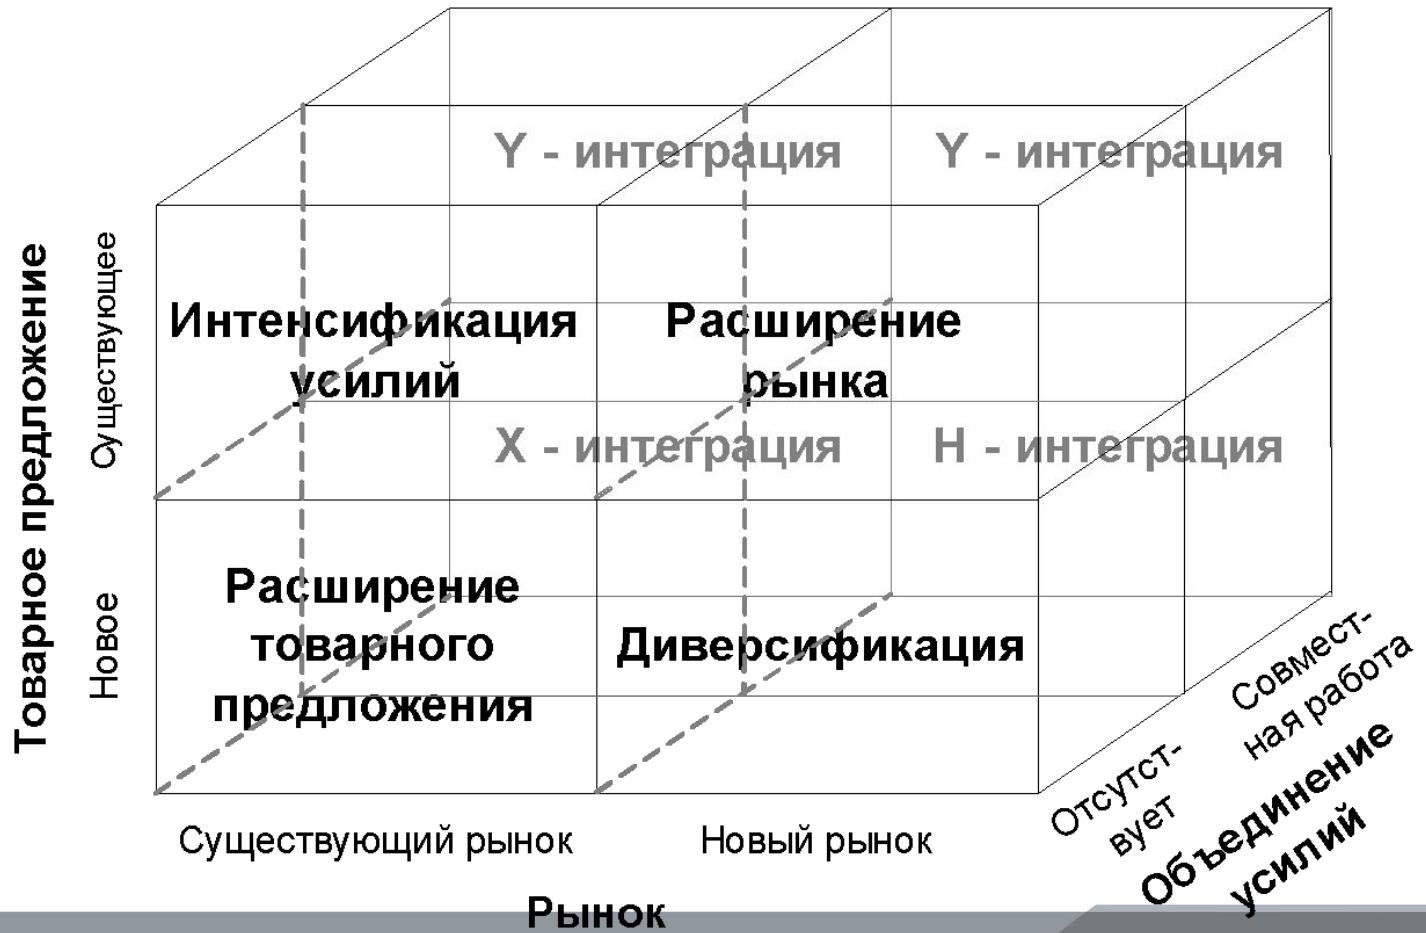 Y - интеграция
Y - интеграция
Товарное предложение
Существующее
Интенсификация
усилий
Расширение
рынка
X - интеграция
H - интеграция
Новое
Расширение
товарного
предложения
Диверсификация
Существующий рынок
Новый рынок
Рынок
Отсутст-
вует
Совмест-
ная работа
Объединение
усилий